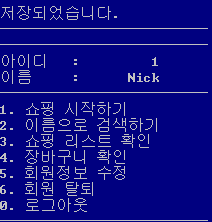 저장되었습니다.
아이디 : 1
이름 : Nick
1. 쇼핑 시작하기
2. 이름으로 검색하기
3. 쇼핑 리스트 확인
4. 장바구니 확인
5. 회원정보 수정
6. 회원 탈퇴
0. 로그아웃